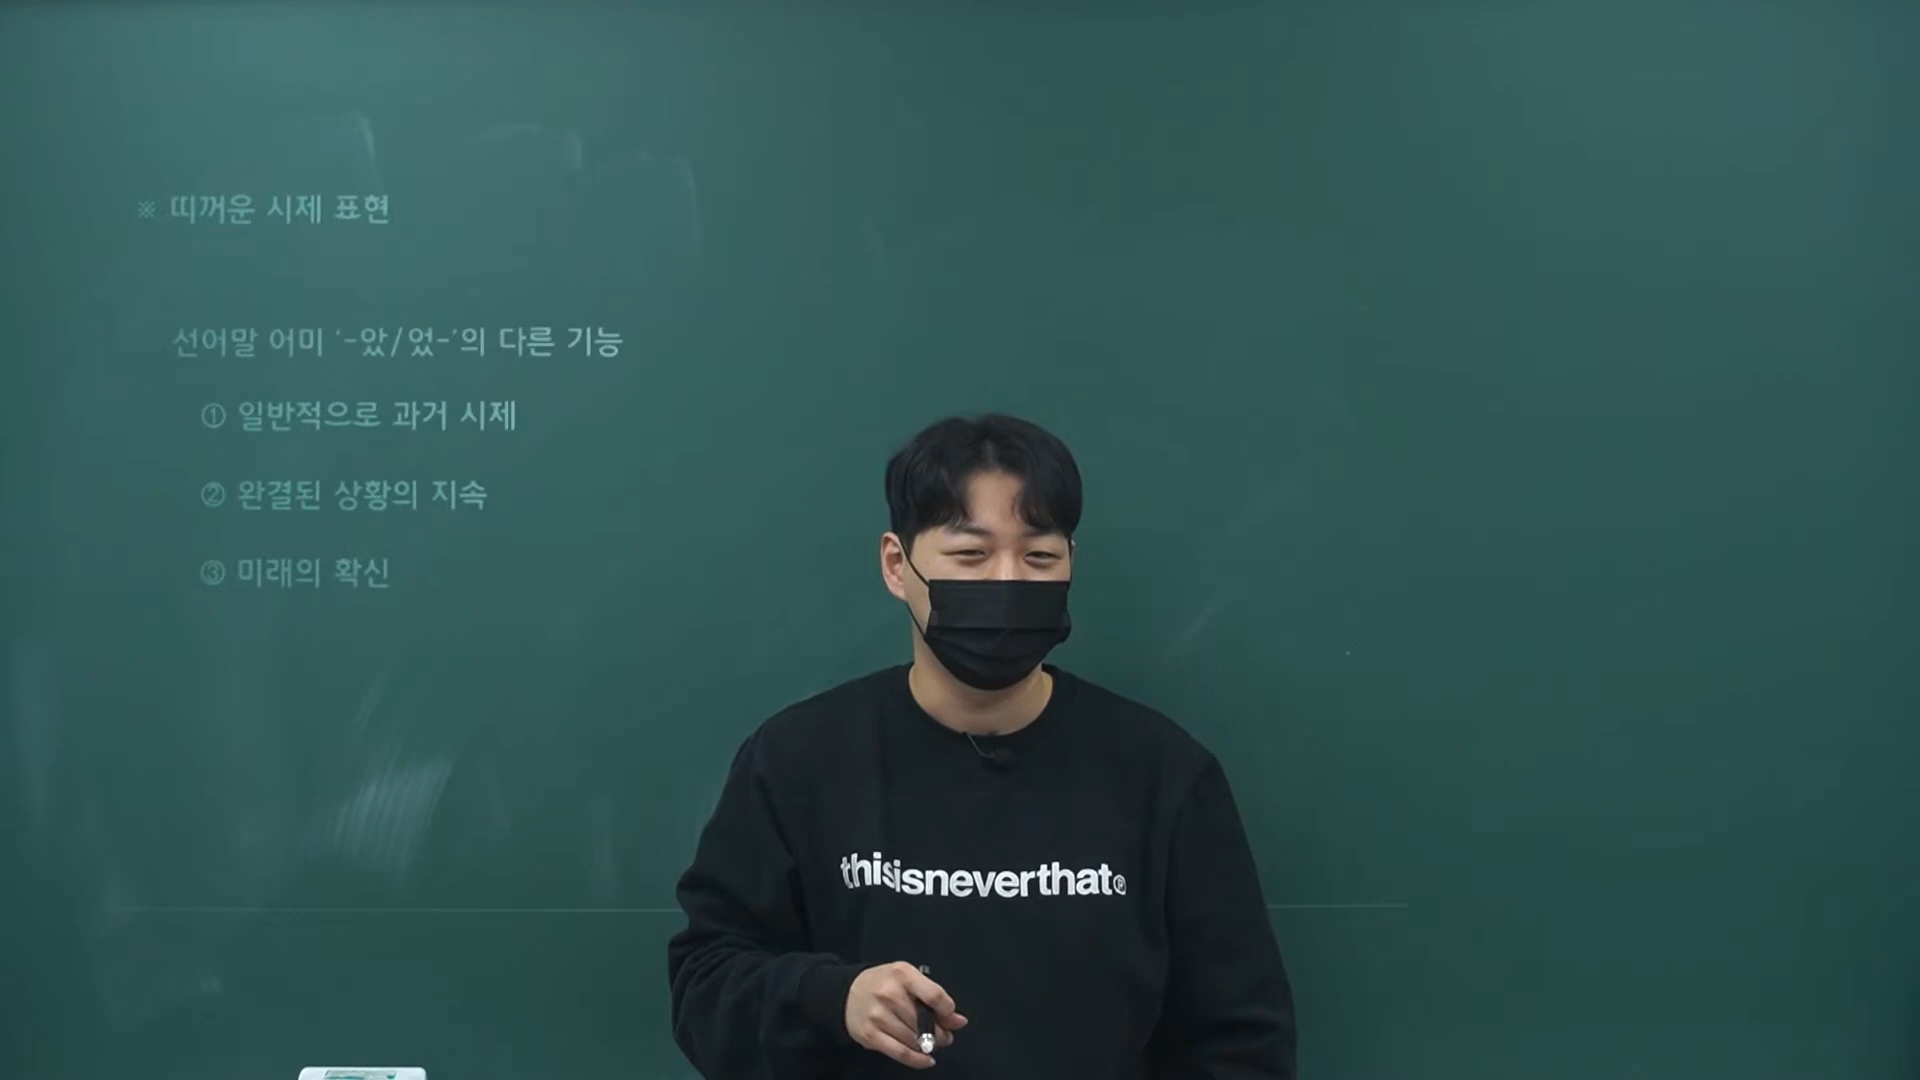 ※ 띠꺼운 시제 표현
선어말 어미 '-았/었-'의 다른 기능
① 일반적으로 과거 시제
② 완결된 상황의 지속
③ 미래의 확신
thisisneverthat®